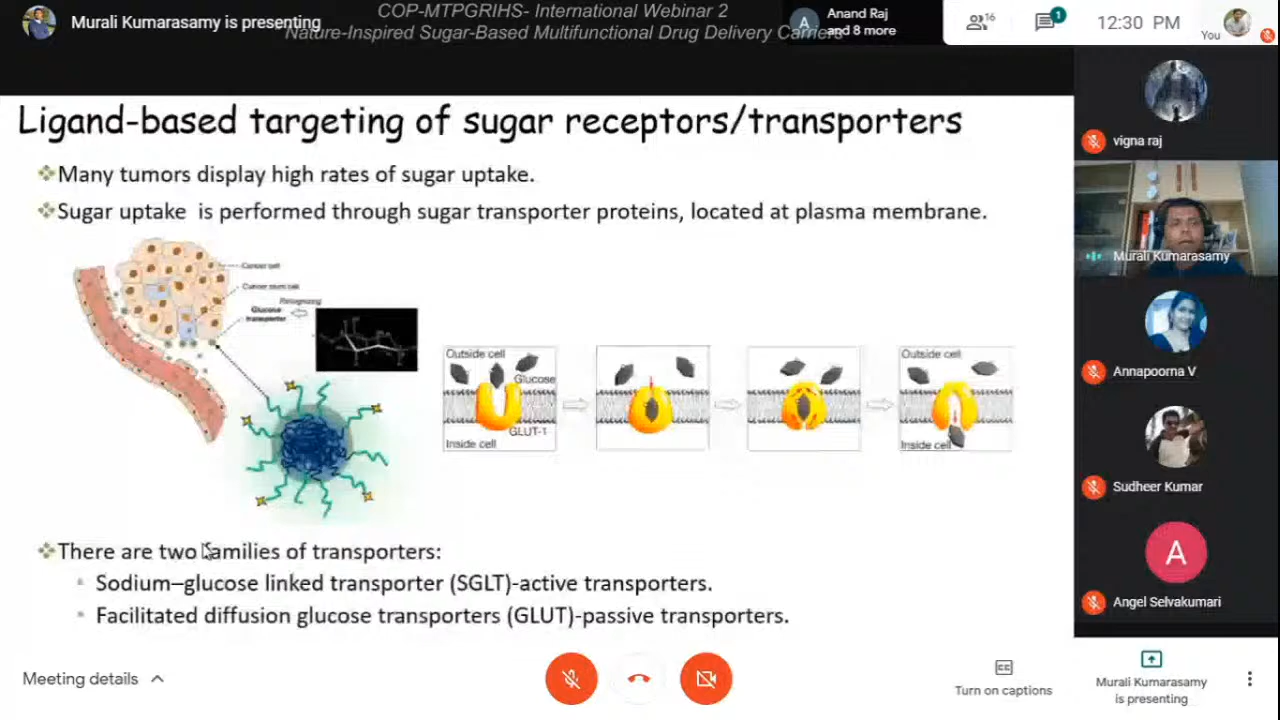 COP-MTPGRIHS- International Webinar 2
Murali Kumarasamy is presenting
"Nature-Inspired Sugar-Based Multifunctional Drug Delivery Carriers
A
Anand Raj
and 8 more
16
1
12:30 PM
You
Ligand-based targeting of sugar receptors/transporters
Many tumors display high rates of sugar uptake.
Sugar uptake is performed through sugar transporter proteins, located at plasma membrane.
Cancer cell
Cancer stem cell
Recognizing
Glucose
transporter
Outside cell
Glucose
GLUT-1
Inside cell
Outside cell
Inside cell
There are two families of transporters:
Sodium–glucose linked transporter (SGLT)-active transporters.
Facilitated diffusion glucose transporters (GLUT)-passive transporters.
vigna raj
Murali Kumarasamy
Annapoorna V
Sudheer Kumar
A
Angel Selvakumari
Meeting details
CC
Turn on captions
Murali Kumarasamy
is presenting